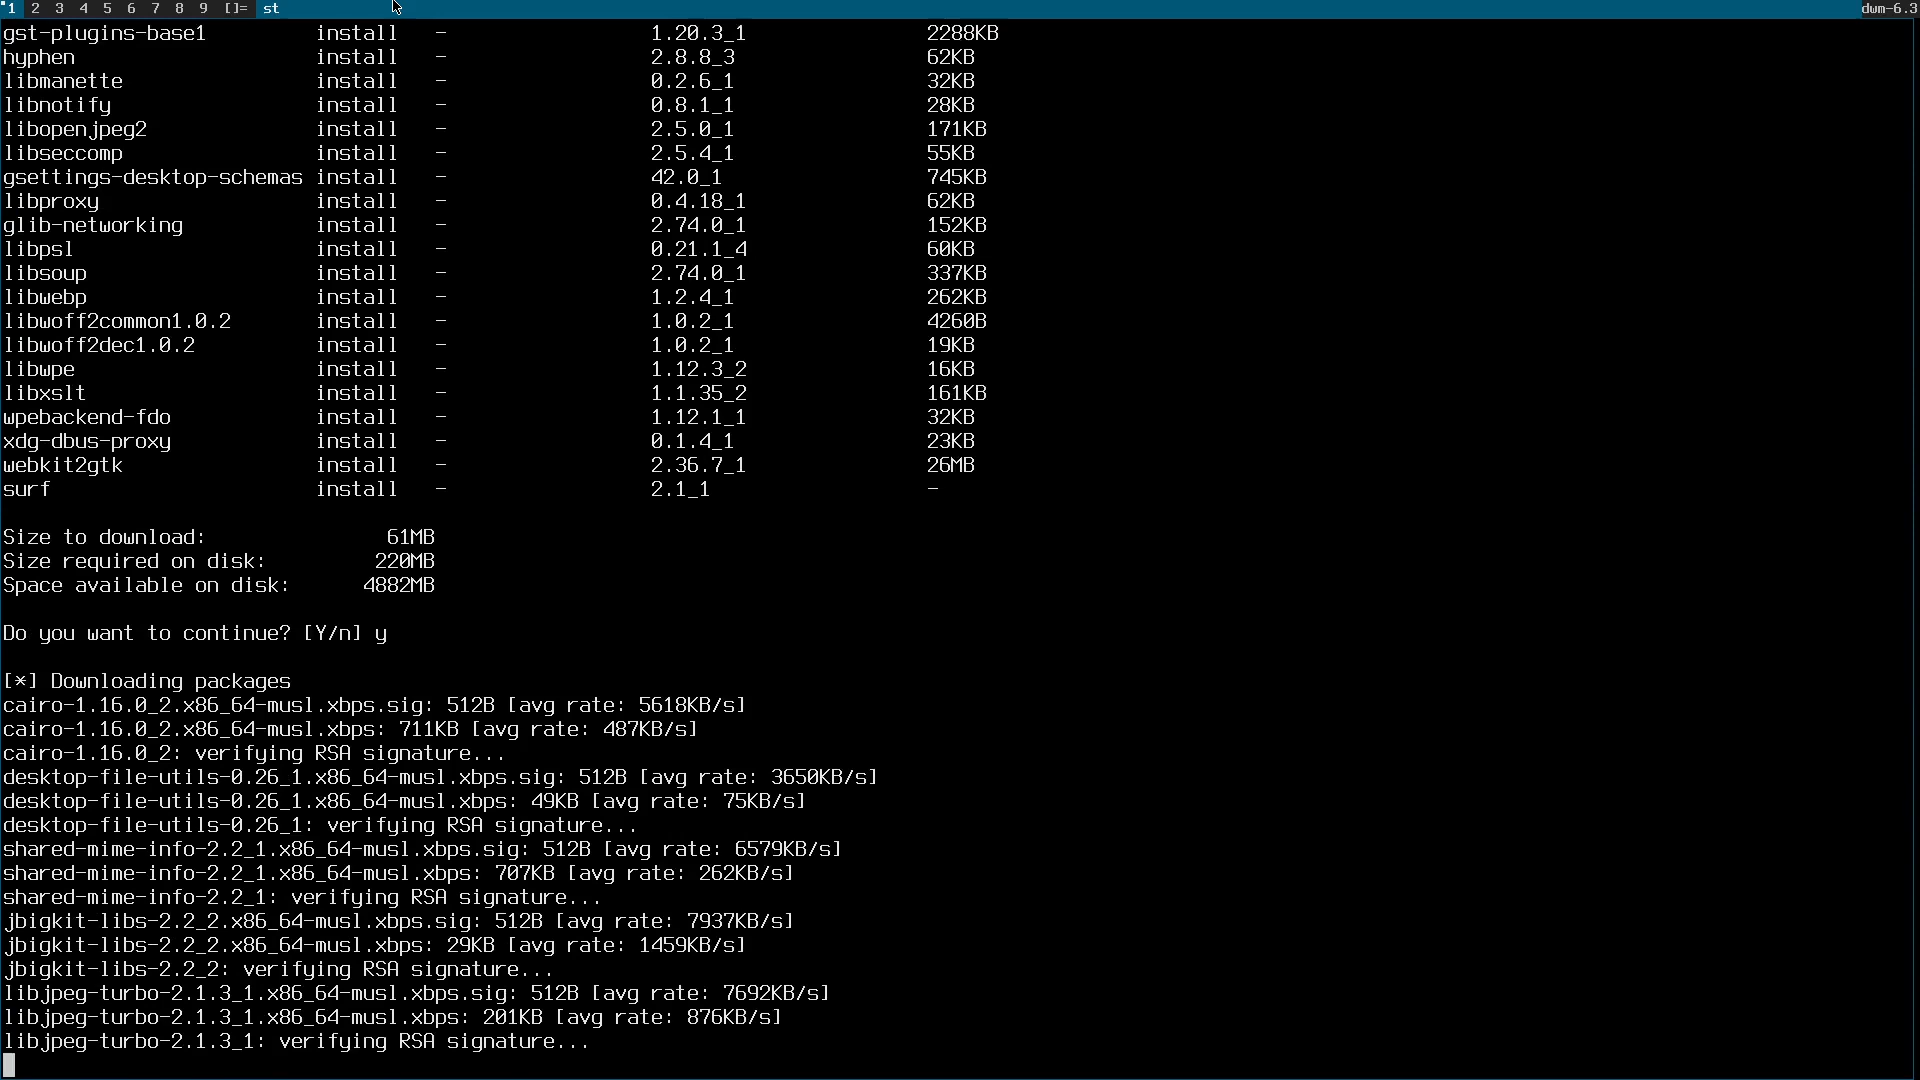 1 2 3 4 5 6 7 8 9 []= st dwm-6.3
gst-plugins-base1 install - 1.20.3_1 2288KB
hyphen install - 2.8.8_3 62KB
libmanette install - 0.2.6_1 32KB
libnotify install - 0.8.1_1 28KB
libopenjpeg2 install - 2.5.0_1 171KB
libseccomp install - 2.5.4_1 55KB
gsettings-desktop-schemas install - 42.0_1 745KB
libproxy install - 0.4.18_1 62KB
glib-networking install - 2.74.0_1 152KB
libpsl install - 0.21.1_4 60KB
libsoup install - 2.74.0_1 337KB
libwebp install - 1.2.4_1 262KB
libwoff2common1.0.2 install - 1.0.2_1 4260B
libwoff2dec1.0.2 install - 1.0.2_1 19KB
libwpe install - 1.12.3_2 16KB
libxslt install - 1.1.35_2 161KB
wpebackend-fdo install - 1.12.1_1 32KB
xdg-dbus-proxy install - 0.1.4_1 23KB
webkit2gtk install - 2.36.7_1 26MB
surf install - 2.1_1 -
Size to download: 61MB
Size required on disk: 220MB
Space available on disk: 4882MB
Do you want to continue? [Y/n] y
[*] Downloading packages
cairo-1.16.0_2.x86_64-musl.xbps.sig: 512B [avg rate: 5618KB/s]
cairo-1.16.0_2.x86_64-musl.xbps: 711KB [avg rate: 487KB/s]
cairo-1.16.0_2: verifying RSA signature...
desktop-file-utils-0.26_1.x86_64-musl.xbps.sig: 512B [avg rate: 3650KB/s]
desktop-file-utils-0.26_1.x86_64-musl.xbps: 49KB [avg rate: 75KB/s]
desktop-file-utils-0.26_1: verifying RSA signature...
shared-mime-info-2.2_1.x86_64-musl.xbps.sig: 512B [avg rate: 6579KB/s]
shared-mime-info-2.2_1.x86_64-musl.xbps: 707KB [avg rate: 262KB/s]
shared-mime-info-2.2_1: verifying RSA signature...
jbigkit-libs-2.2_2.x86_64-musl.xbps.sig: 512B [avg rate: 7937KB/s]
jbigkit-libs-2.2_2.x86_64-musl.xbps: 29KB [avg rate: 1459KB/s]
jbigkit-libs-2.2_2: verifying RSA signature...
libjpeg-turbo-2.1.3_1.x86_64-musl.xbps.sig: 512B [avg rate: 7692KB/s]
libjpeg-turbo-2.1.3_1.x86_64-musl.xbps: 201KB [avg rate: 876KB/s]
libjpeg-turbo-2.1.3_1: verifying RSA signature...